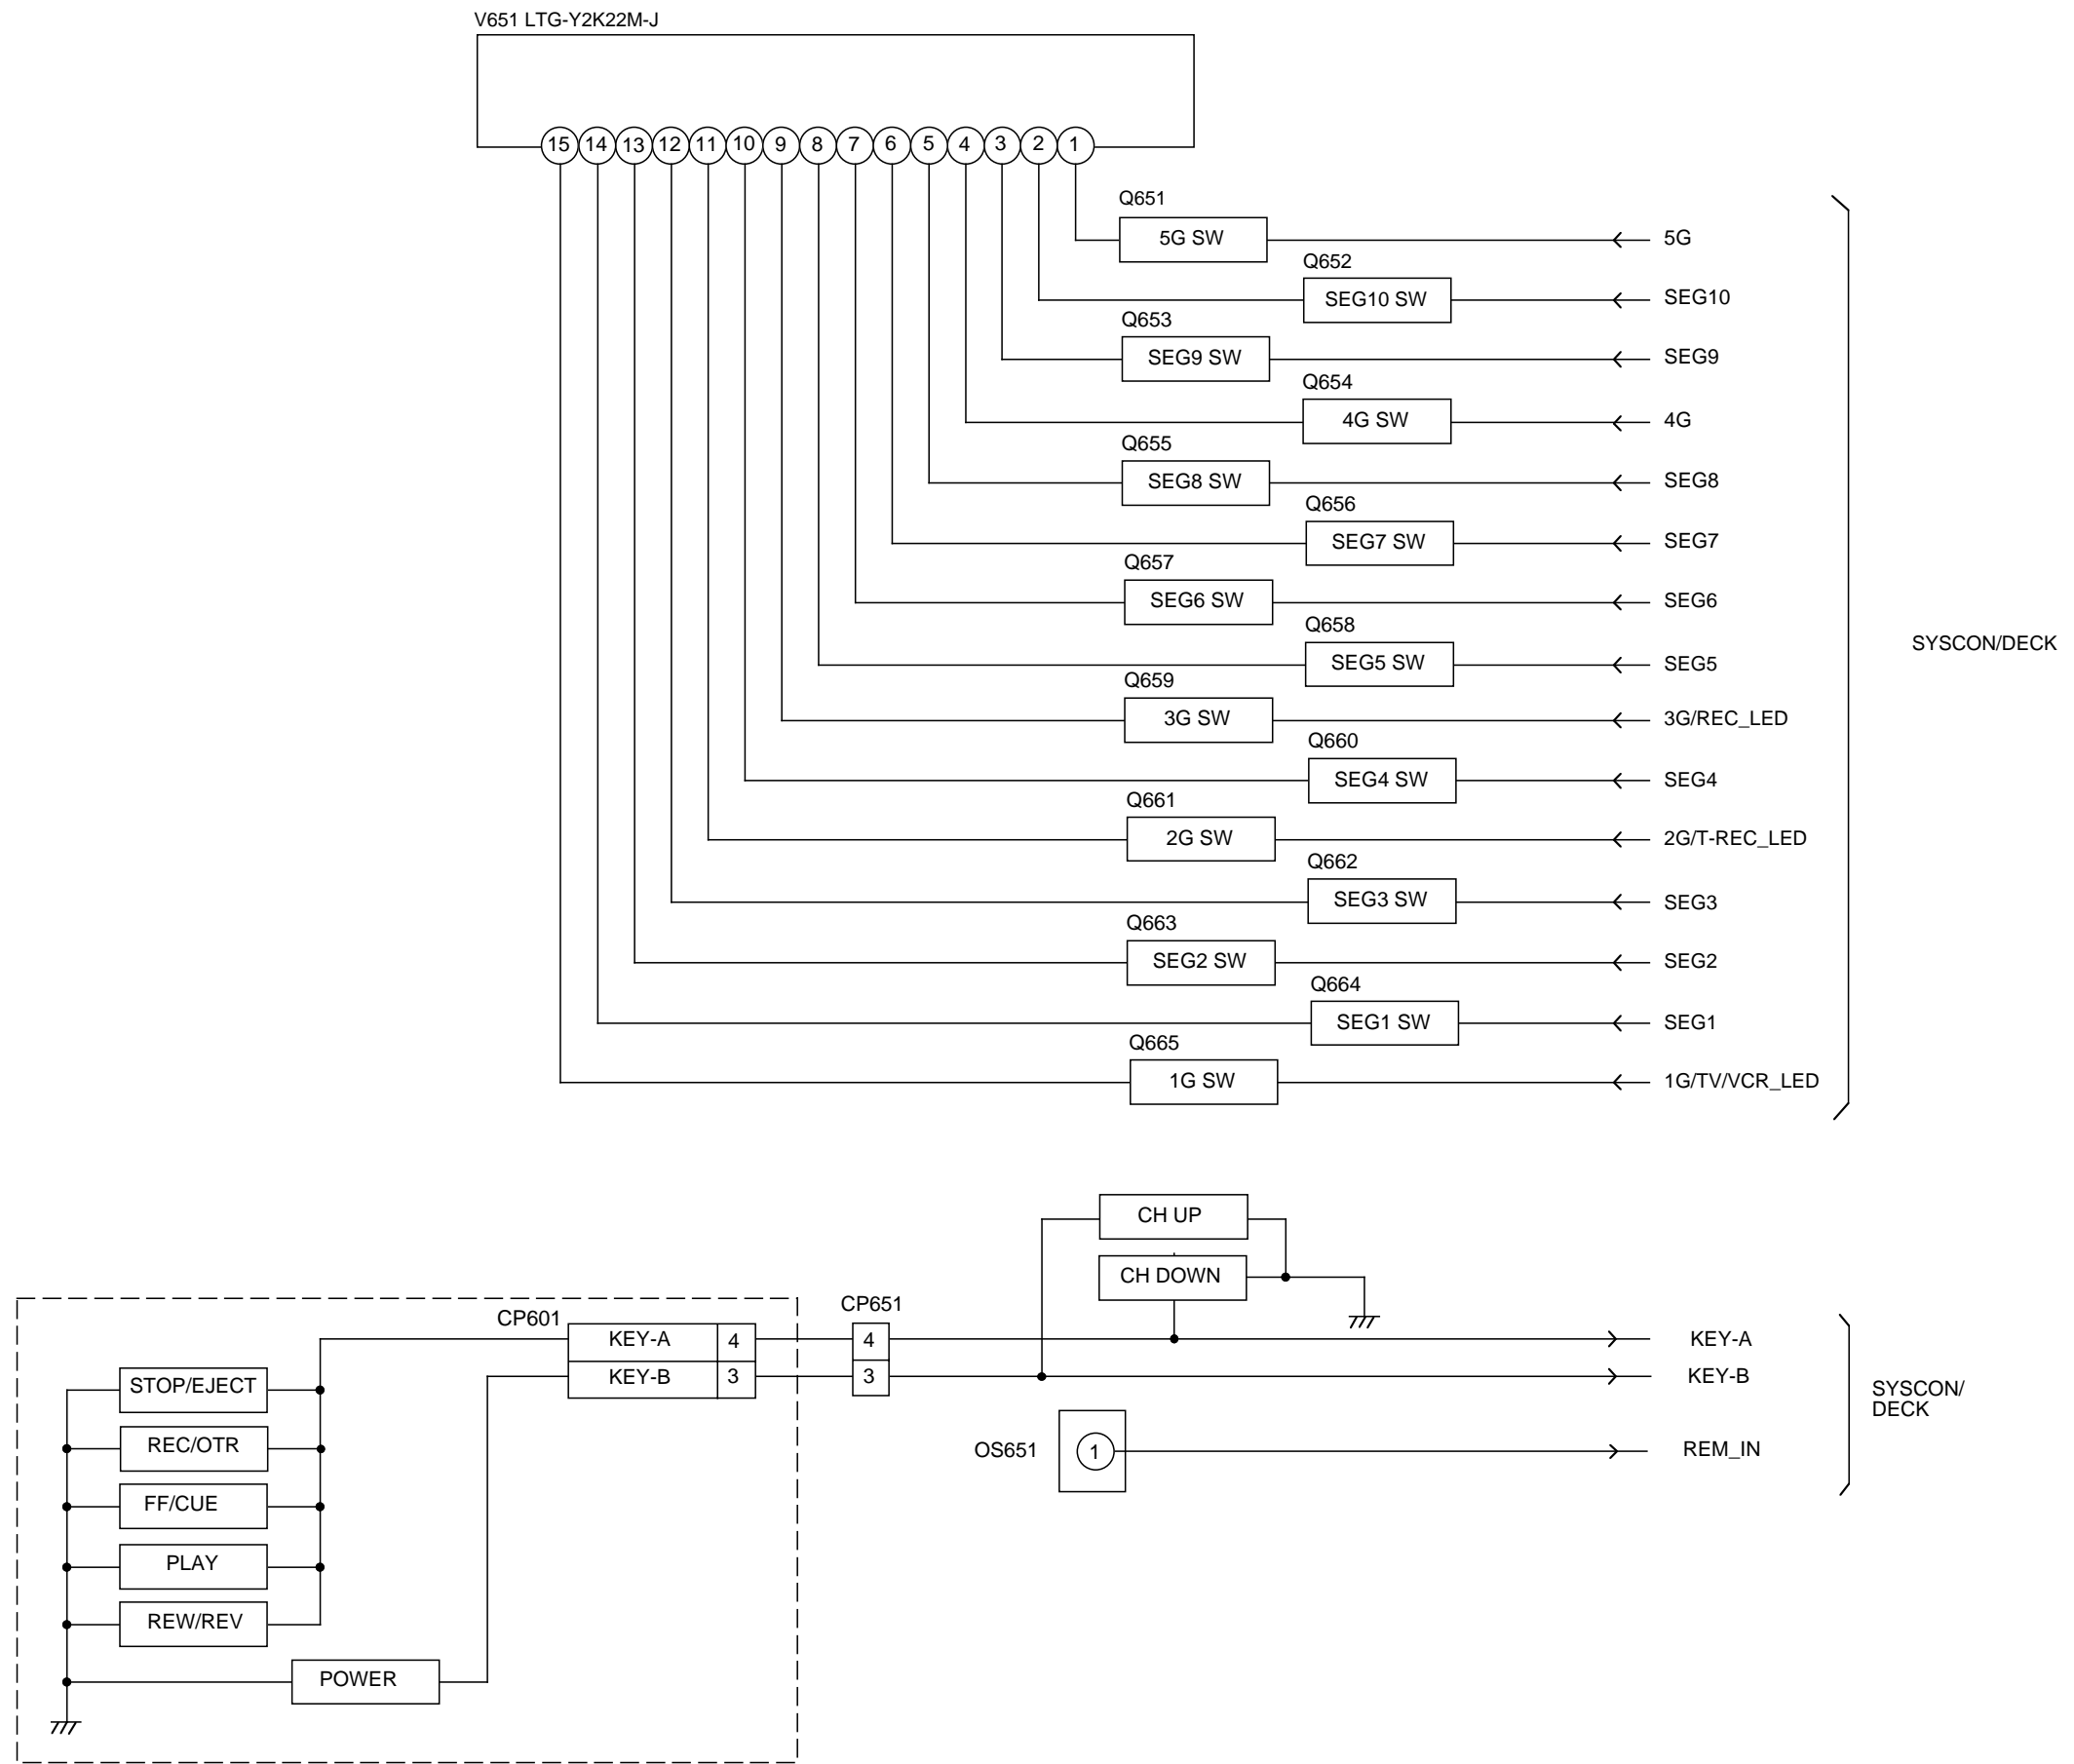 V651 LTG-Y2K22M-J
15 14 13 12 11 10 9 8 7 6 5 4 3 2 1
Q651
5G SW
5G
Q652
SEG10 SW
SEG10
Q653
SEG9 SW
SEG9
Q654
4G SW
4G
Q655
SEG8 SW
SEG8
Q656
SEG7 SW
SEG7
Q657
SEG6 SW
SEG6
Q658
SEG5 SW
SEG5
SYSCON/DECK
Q659
3G SW
3G/REC_LED
Q660
SEG4 SW
SEG4
Q661
2G SW
2G/T-REC_LED
Q662
SEG3 SW
SEG3
Q663
SEG2 SW
SEG2
Q664
SEG1 SW
SEG1
Q665
1G SW
1G/TV/VCR_LED
CH UP
CH DOWN
CP601
KEY-A 4
KEY-B 3
CP651
4
3
KEY-A
KEY-B
SYSCON/
DECK
OS651
1
REM_IN
STOP/EJECT
REC/OTR
FF/CUE
PLAY
REW/REV
POWER